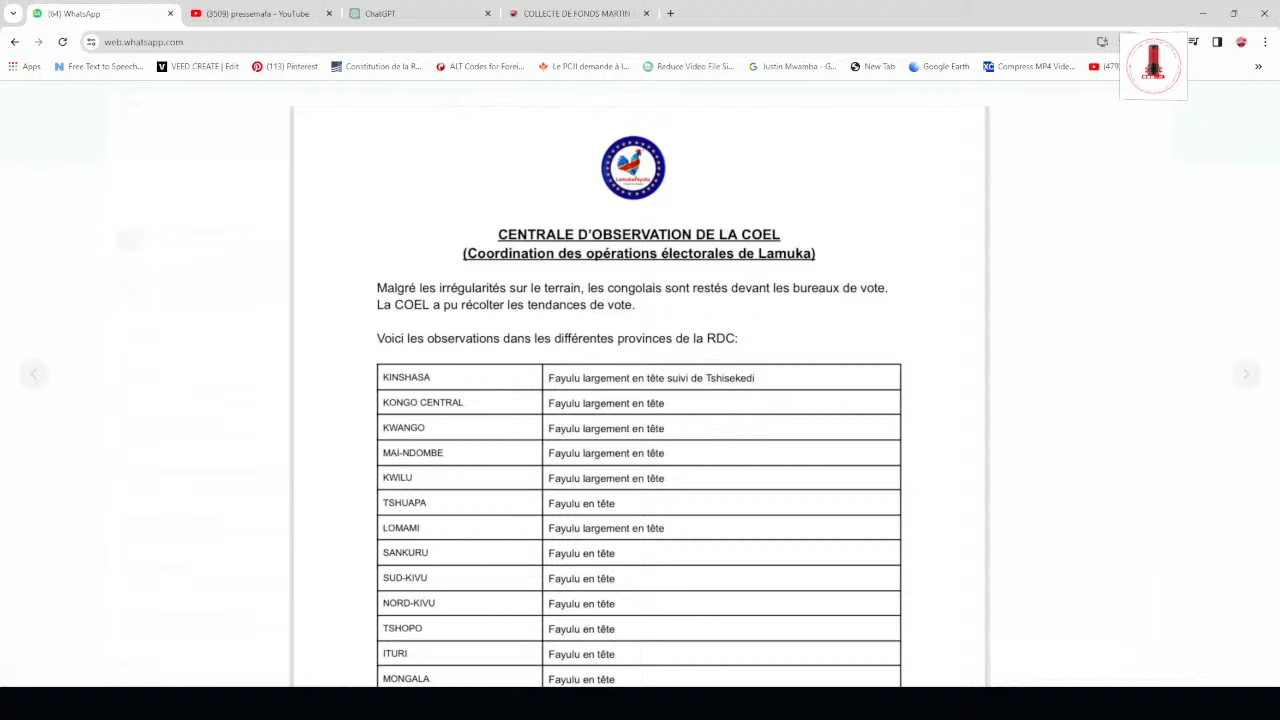 (64) WhatsApp
(3509) pressemafa - YouTube
ChatGPT
COLLECTE DE FONDS MARTIN
web.whatsapp.com
Apps
Free Text to Speech...
VEED.CREATE | Edit
(113) Pinterest
Constitution de la R...
ALT Codes for Forei...
Le PCJI demande à l...
Reduce Video File Si...
Justin Mwamba - G...
New Tab
Google Earth
Compress MP4 Vide...
(479
LamukaFayulu
CENTRALE D'OBSERVATION DE LA COEL
(Coordination des opérations électorales de Lamuka)
Malgré les irrégularités sur le terrain, les congolais sont restés devant les bureaux de vote.
La COEL a pu récolter les tendances de vote.
Voici les observations dans les différentes provinces de la RDC:
KINSHASA Fayulu largement en tête suivi de Tshisekedi
KONGO CENTRAL Fayulu largement en tête
KWANGO Fayulu largement en tête
MAI-NDOMBE Fayulu largement en tête
KWILU Fayulu largement en tête
TSHUAPA Fayulu en tête
LOMAMI Fayulu largement en tête
SANKURU Fayulu en tête
SUD-KIVU Fayulu en tête
NORD-KIVU Fayulu en tête
TSHOPO Fayulu en tête
ITURI Fayulu en tête
MONGALA Fayulu en tête